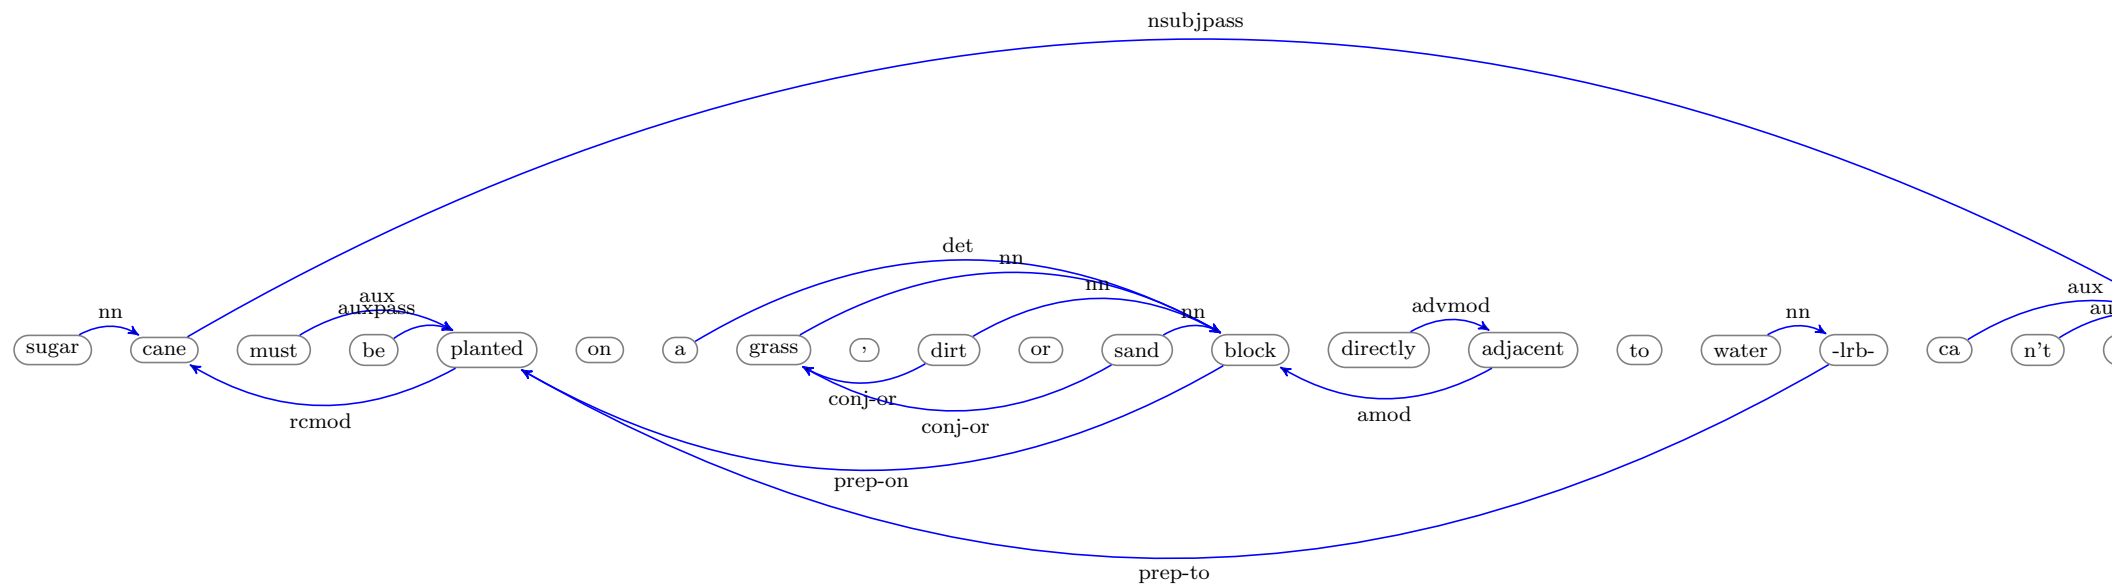 nsubjpass
det
nn
nn
aux
auxpass
nn
nn
advmod
nn
aux
sugar cane must be planted on a grass , dirt or sand block directly adjacent to water -lrb- ca n't
conj-or
rcmod
conj-or
amod
prep-on
prep-to